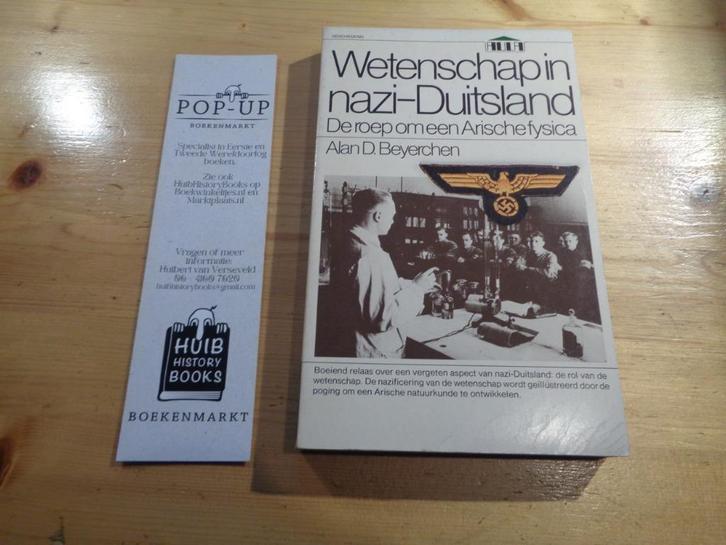 POP-UP
BOEKENMARKT
Specialist in Eerste en
Tweede Wereldoorlog
boeken.
Zie ook
HuibHistoryBooks op
Boekwinkeltjes.nl en
Marktplaats.nl
Vragen of meer
informatie:
Huibert van Verseveld
huibhistorybooks@gmail.com
HUIB
HISTORY
BOOKS
BOEKENMARKT
AULA
Wetenschap in
nazi-Duitsland
De roep om een Arische fysica
Alan D. Beyerchen
Boeiend relaas over een vergeten aspect van nazi-Duitsland: de rol van de
wetenschap. De nazificering van de wetenschap wordt geïllustreerd door de
poging om een Arische natuurkunde te ontwikkelen.